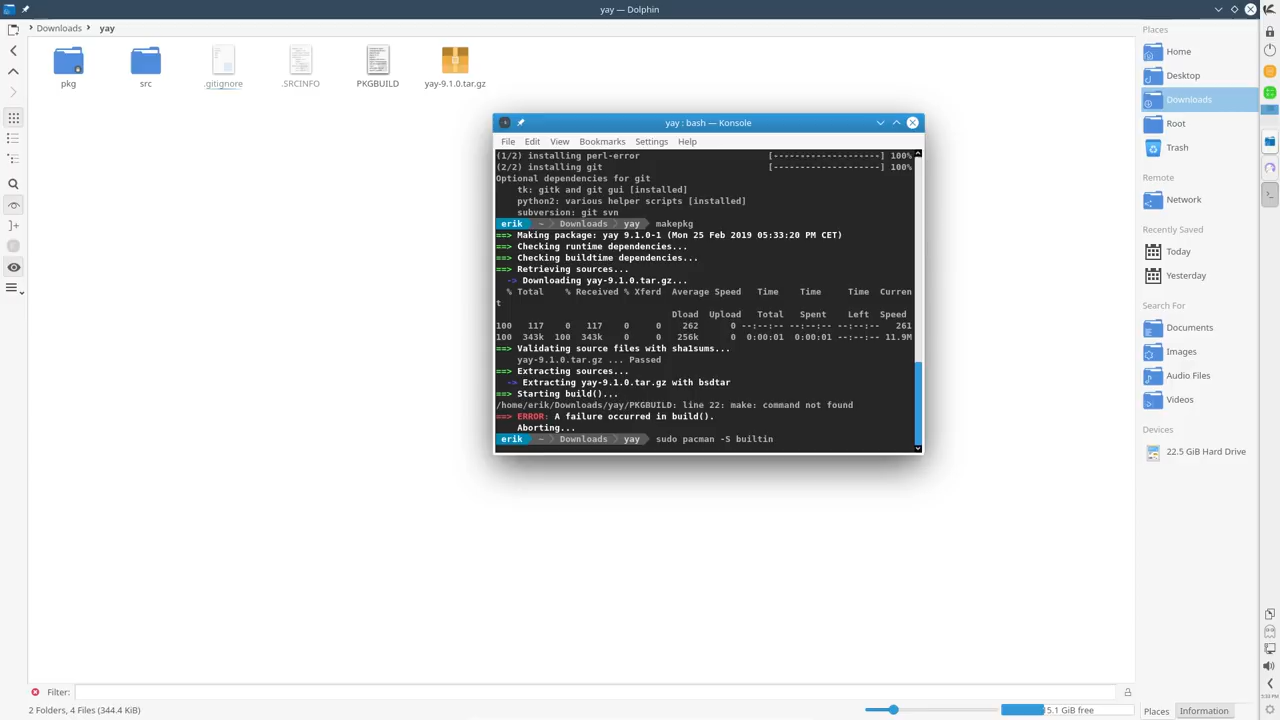 yay — Dolphin
Downloads yay
pkg
src
.gitignore
.SRCINFO
PKGBUILD
yay-9.1.0.tar.gz
yay : bash — Konsole
File Edit View Bookmarks Settings Help
(1/2) installing perl-error [--------------------] 100%
(2/2) installing git [--------------------] 100%
Optional dependencies for git
tk: gitk and git gui [installed]
python2: various helper scripts [installed]
subversion: git svn
erik ~ Downloads yay makepkg
==> Making package: yay 9.1.0-1 (Mon 25 Feb 2019 05:33:20 PM CET)
==> Checking runtime dependencies...
==> Checking buildtime dependencies...
==> Retrieving sources...
-> Downloading yay-9.1.0.tar.gz...
% Total % Received % Xferd Average Speed Time Time Time Curren
t
Dload Upload Total Spent Left Speed
100 117 0 117 0 0 262 0 --:--:-- --:--:-- --:--:-- 261
100 343k 100 343k 0 0 256k 0 0:00:01 0:00:01 --:--:-- 11.9M
==> Validating source files with sha1sums...
yay-9.1.0.tar.gz ... Passed
==> Extracting sources...
-> Extracting yay-9.1.0.tar.gz with bsdtar
==> Starting build()...
/home/erik/Downloads/yay/PKGBUILD: line 22: make: command not found
==> ERROR: A failure occurred in build().
Aborting...
erik ~ Downloads yay sudo pacman -S builtin
Places
Home
Desktop
Downloads
Root
Trash
Remote
Network
Recently Saved
Today
Yesterday
Search For
Documents
Images
Audio Files
Videos
Devices
22.5 GiB Hard Drive
Filter:
2 Folders, 4 Files (344.4 KiB)
5.1 GiB free
Places Information
5:33 PM